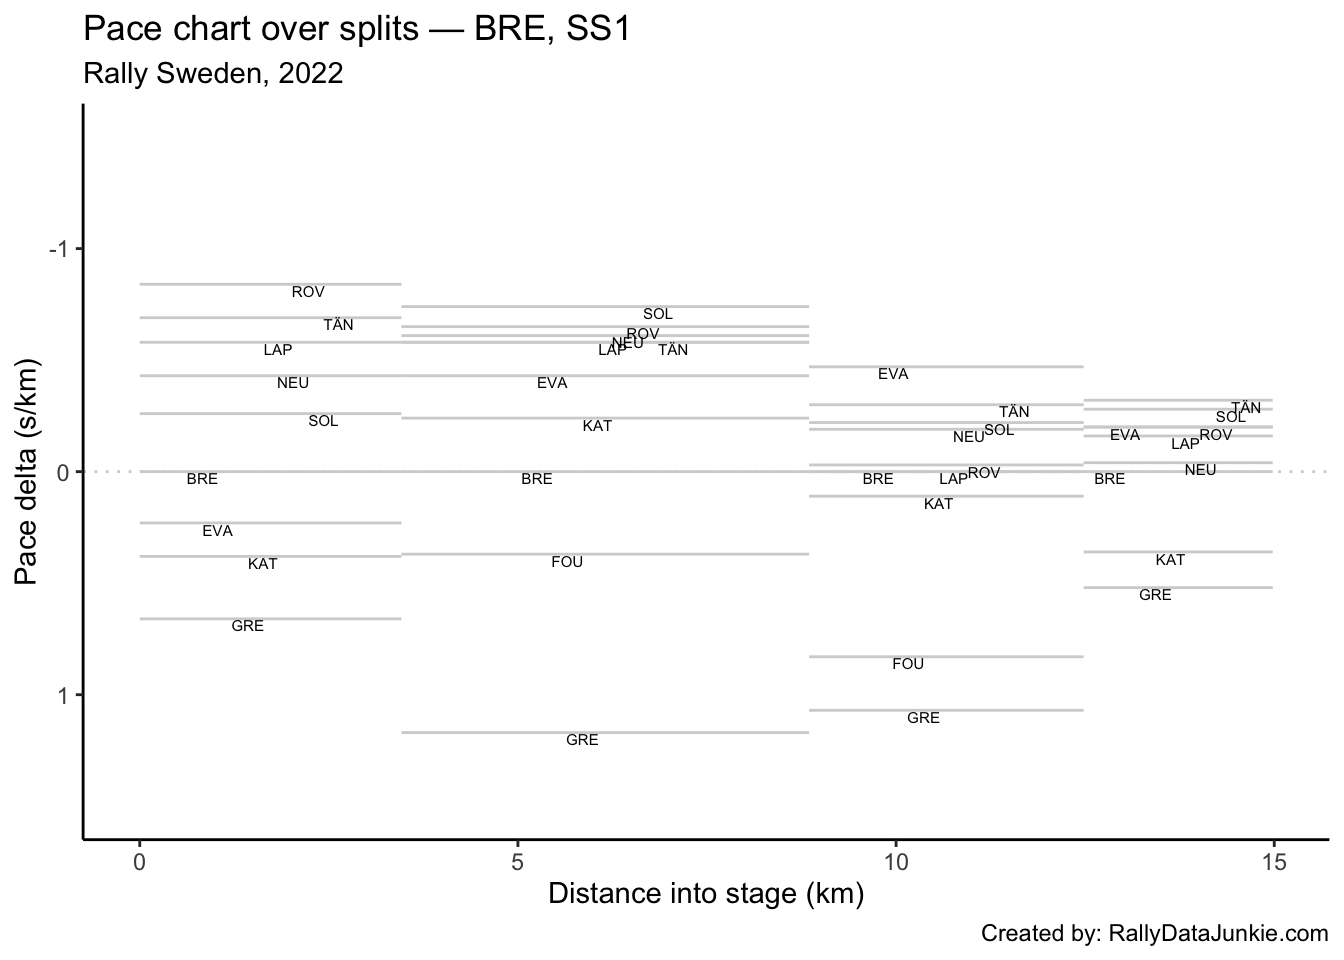 Pace chart over splits — BRE, SS1
Rally Sweden, 2022
Pace delta (s/km)
-1
0
1
ROV
TÄN
LAP
NEU
SOL
BRE
EVA
KAT
GRE
SOL
ROV
NEU
LAP
TÄN
EVA
KAT
BRE
FOU
GRE
EVA
TÄN
SOL
NEU
ROV
BRE
LAP
KAT
FOU
GRE
TÄN
SOL
EVA
ROV
LAP
NEU
BRE
KAT
GRE
0
5
10
15
Distance into stage (km)
Created by: RallyDataJunkie.com